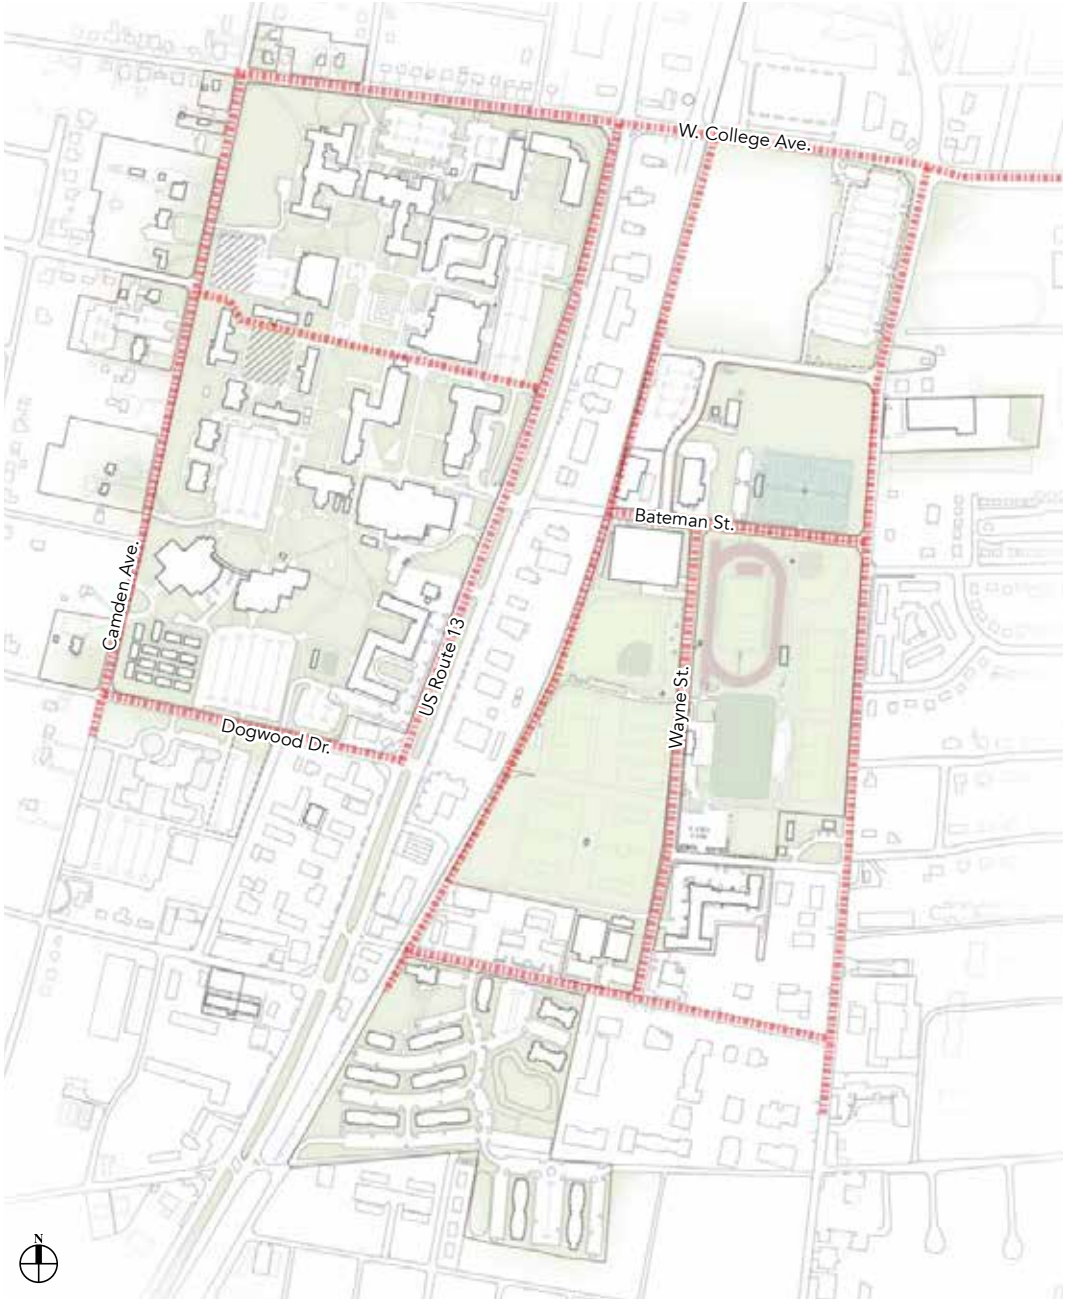 W. College Ave.
Bateman St.
Camden Ave.
US Route 13
Wayne St.
Dogwood Dr.
N